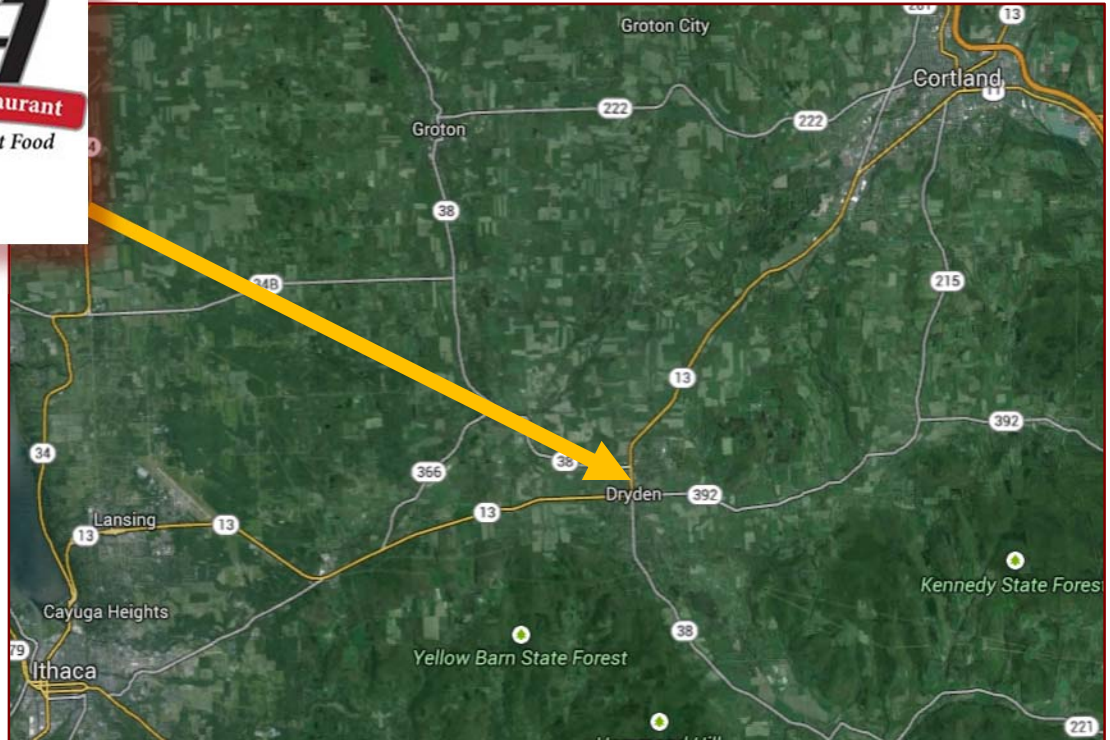 Groton City
13
Cortland
11
222
222
Groton
t Food
38
34B
215
13
392
34
38
366
Dryden
392
13
Lansing
13
13
Kennedy State Forest
Cayuga Heights
38
79
Yellow Barn State Forest
Ithaca
221